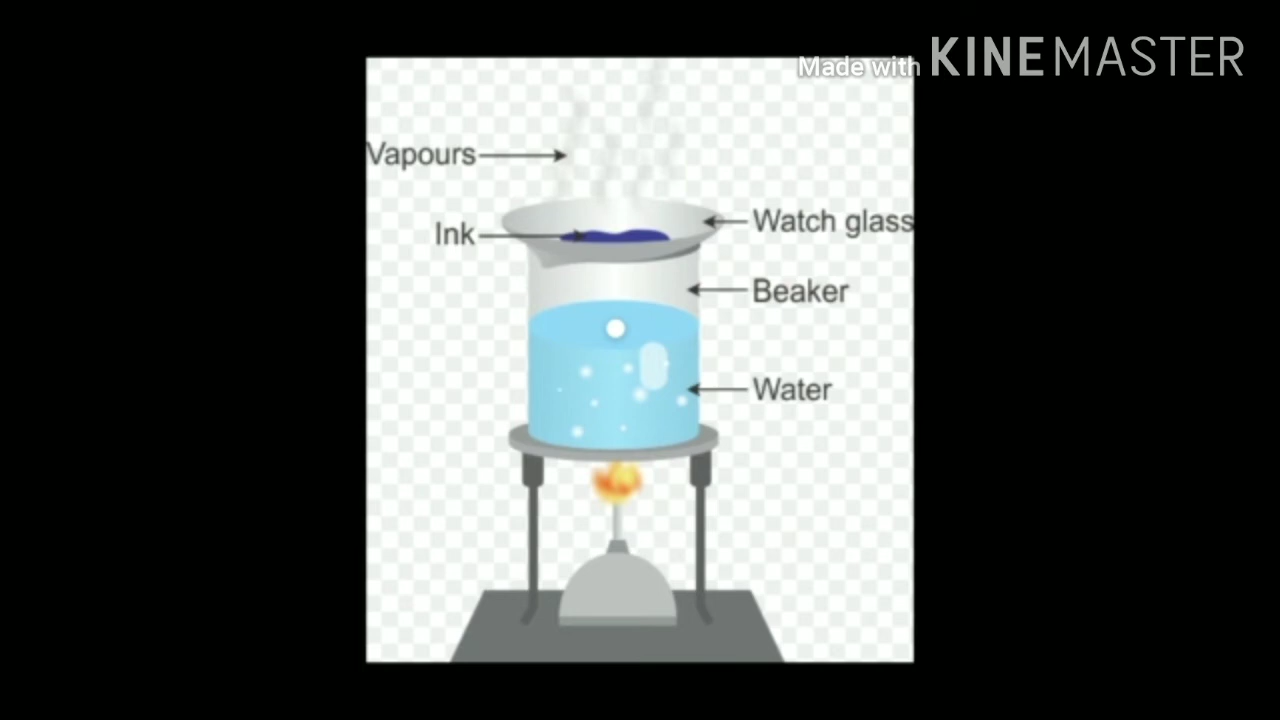 Made with KINEMASTER
Vapours
Watch glass
Ink
Beaker
Water